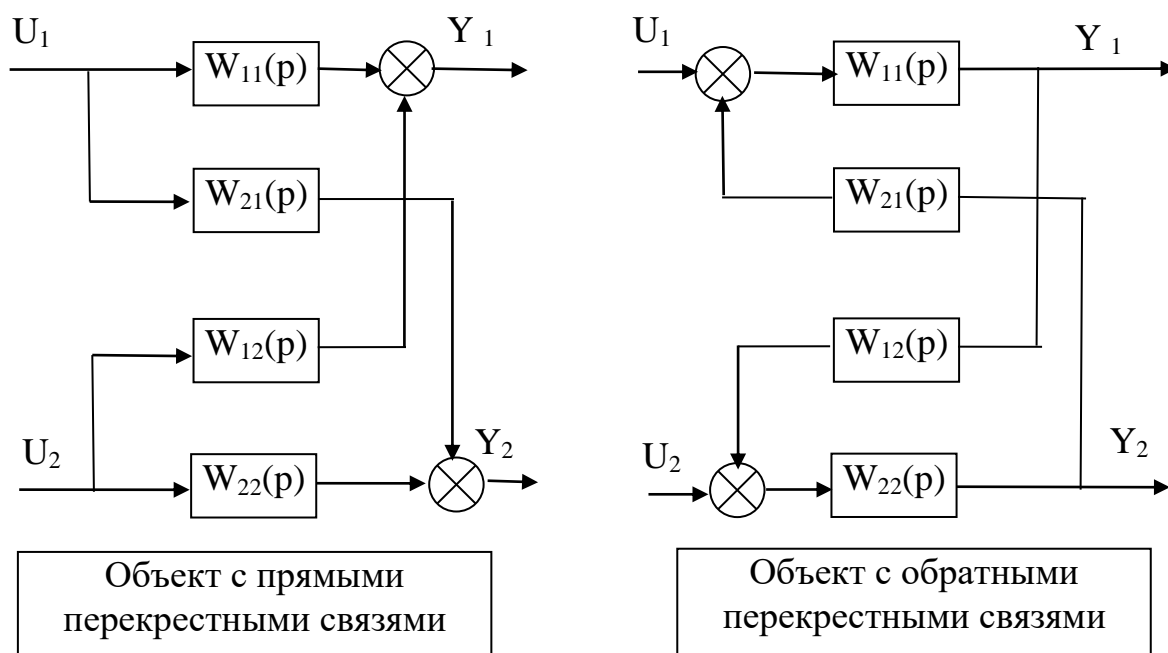 U₁
W₁₁(p)
Y ₁
W₂₁(p)
W₁₂(p)
U₂
W₂₂(p)
Y₂
Объект с прямыми
перекрестными связями
U₁
W₁₁(p)
Y ₁
W₂₁(p)
W₁₂(p)
U₂
W₂₂(p)
Y₂
Объект с обратными
перекрестными связями